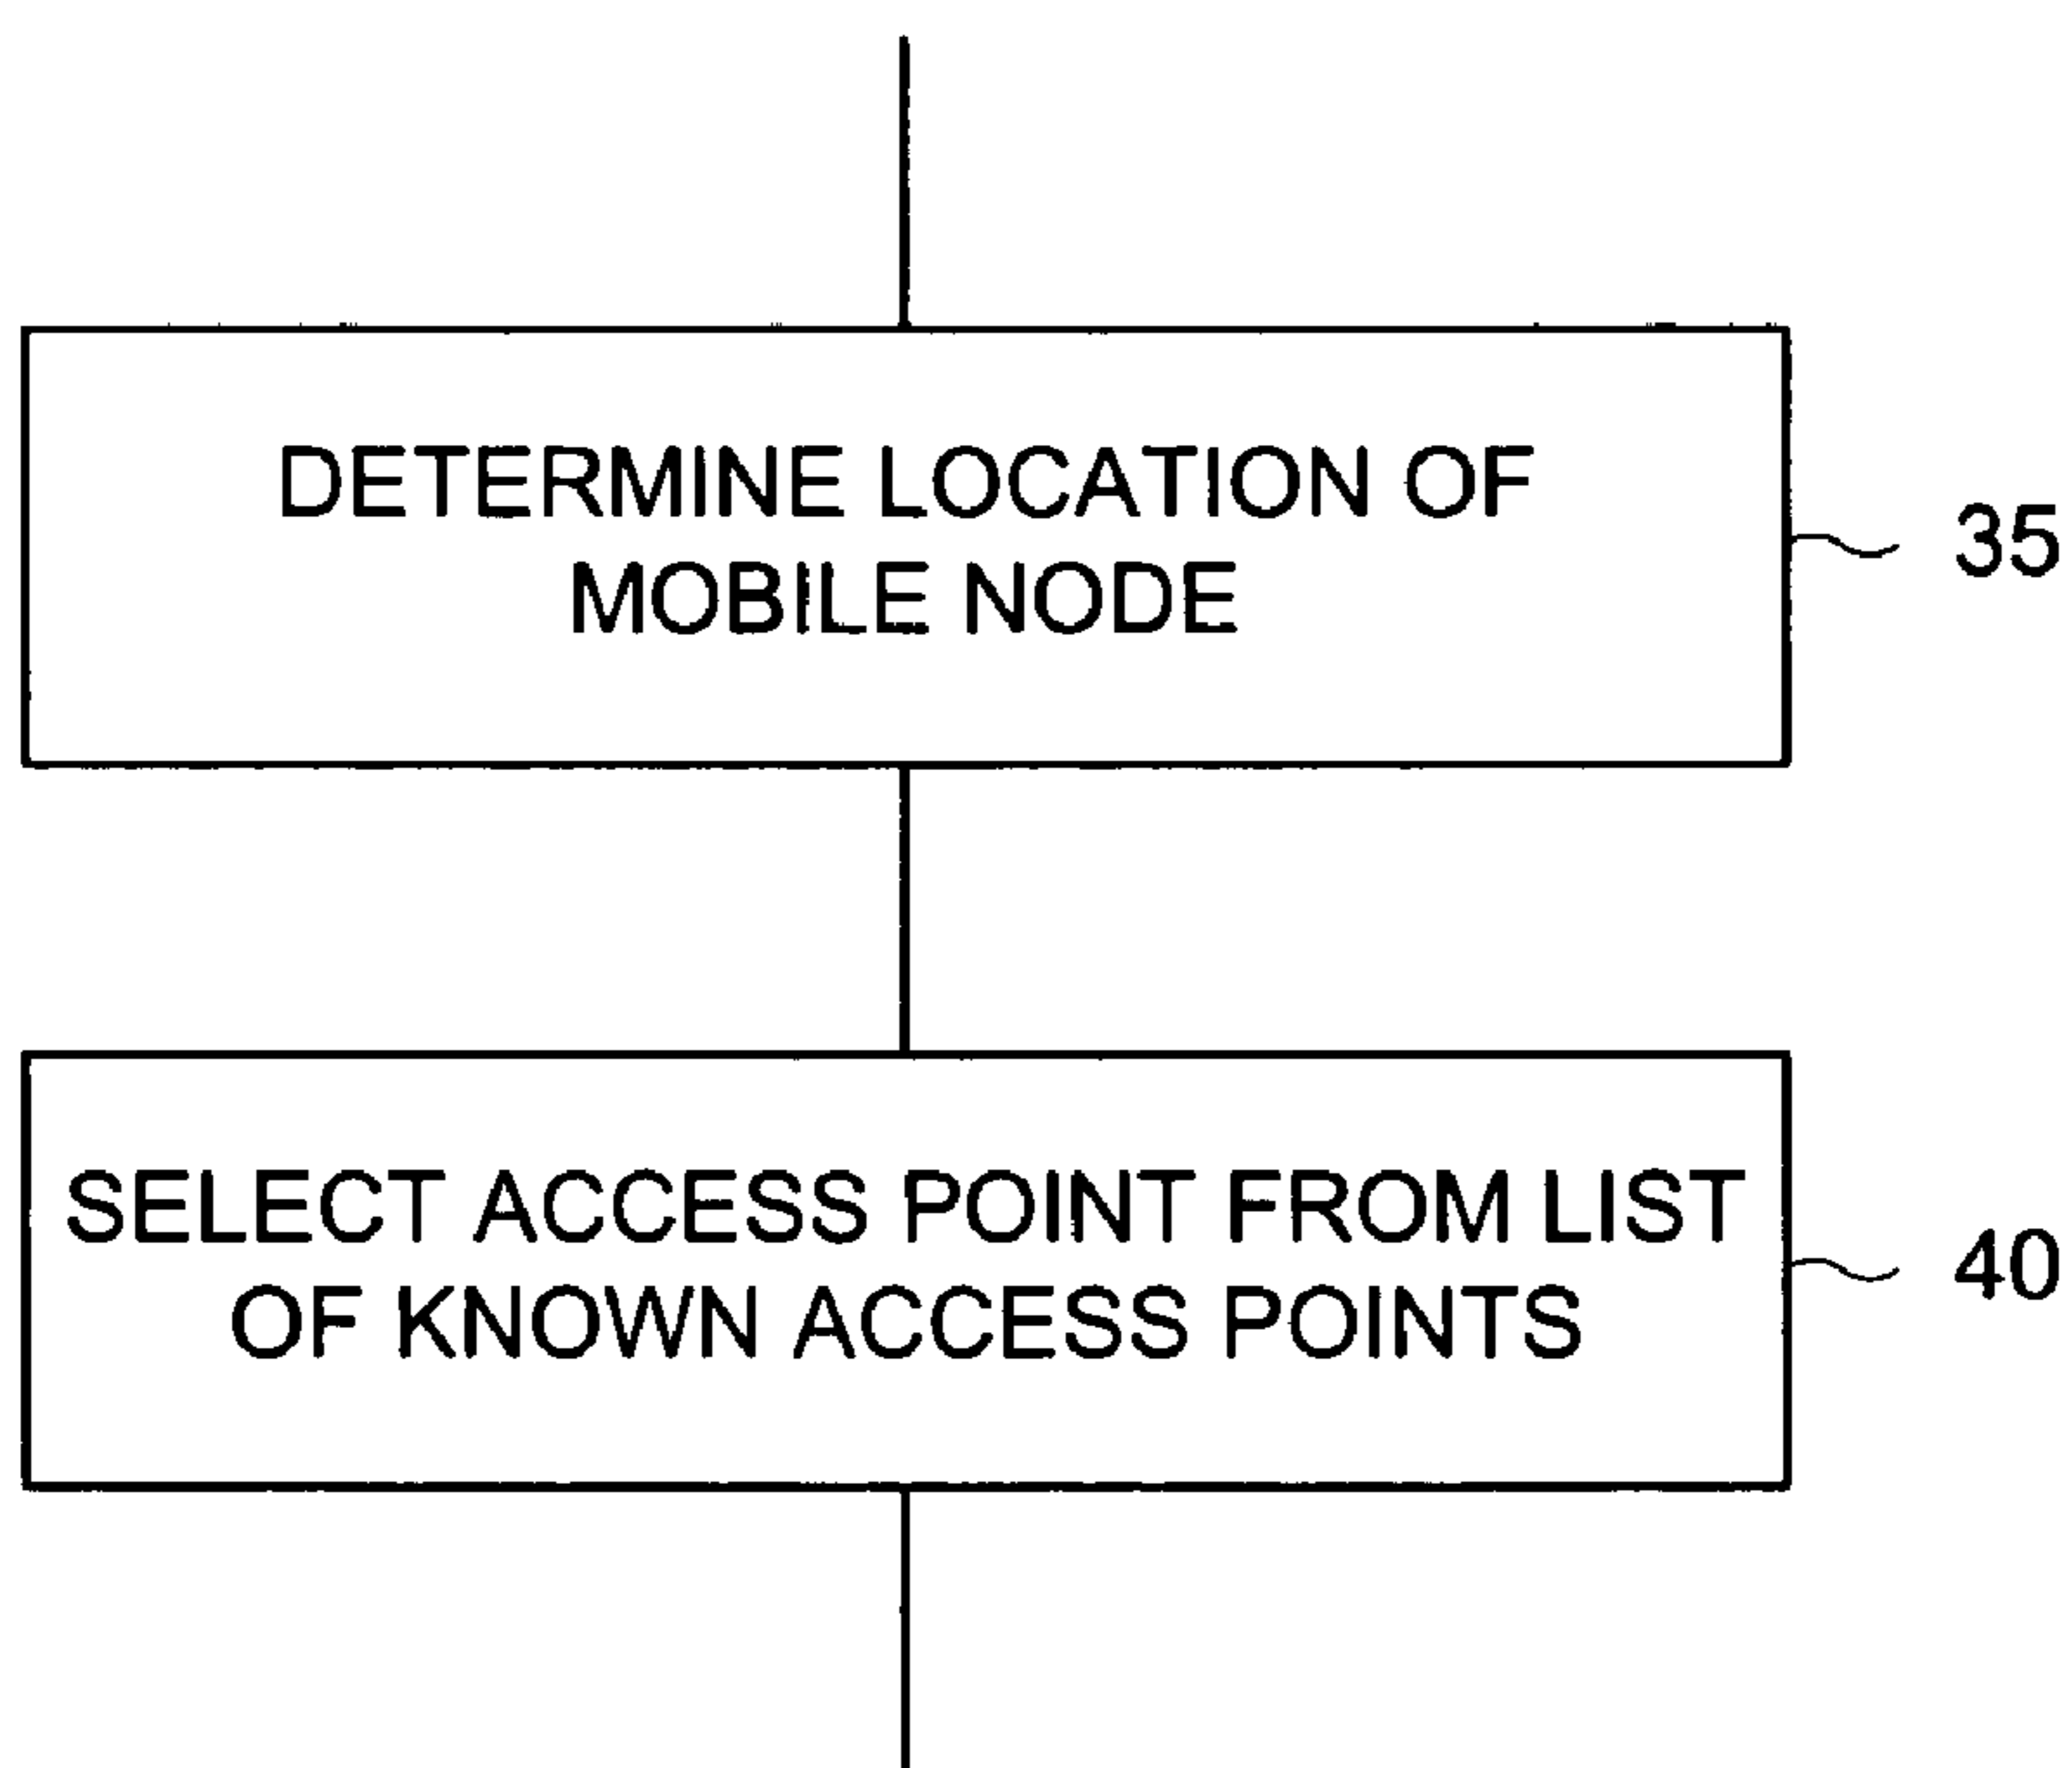 DETERMINE LOCATION OF
MOBILE NODE
35
SELECT ACCESS POINT FROM LIST
OF KNOWN ACCESS POINTS
40